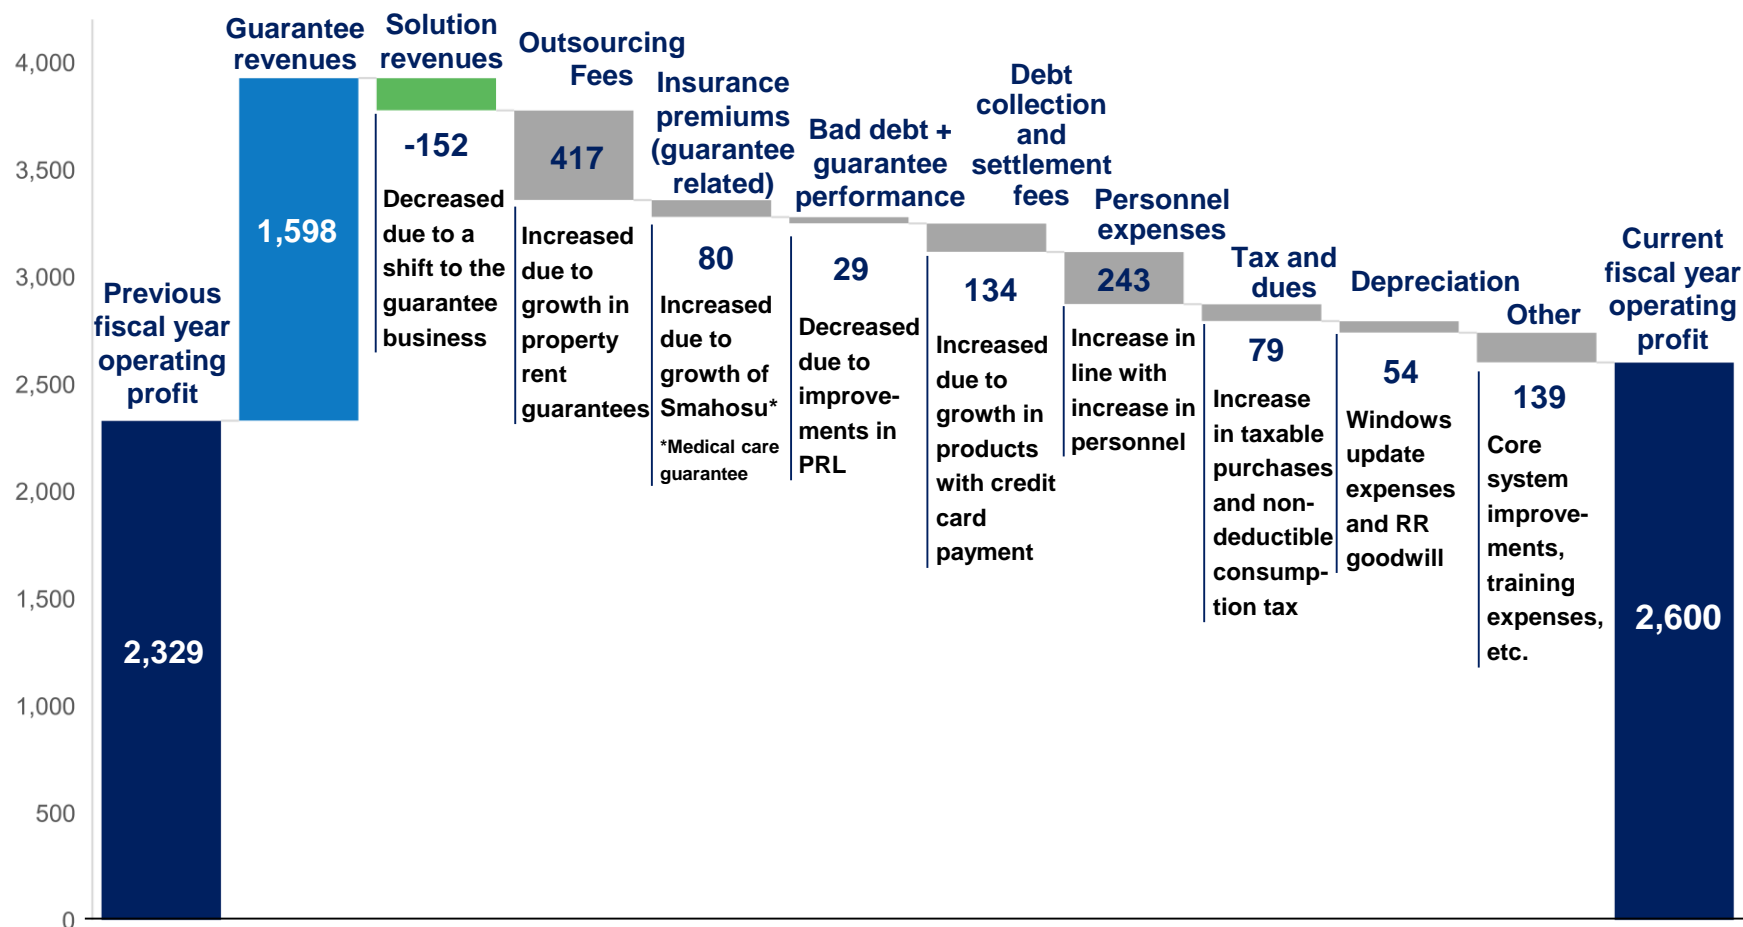 4,000
3,500
3,000
2,500
2,000
1,500
1,000
500
0
Previous
fiscal year
operating
profit
2,329
Guarantee
revenues
1,598
Solution
revenues
-152
Decreased
due to a
shift to the
guarantee
business
Outsourcing
Fees
417
Increased
due to
growth in
property
rent
guarantees
Insurance
premiums
(guarantee
related)
80
Increased
due to
growth of
Smahosu*
*Medical care
guarantee
Bad debt +
guarantee
performance
29
Decreased
due to
improve-
ments in
PRL
Debt
collection
and
settlement
fees
134
Increased
due to
growth in
products
with credit
card
payment
Personnel
expenses
243
Increase in
line with
increase in
personnel
Tax and
dues
79
Increase
in taxable
purchases
and non-
deductible
consump-
tion tax
Depreciation
54
Windows
update
expenses
and RR
goodwill
Other
139
Core
system
improve-
ments,
training
expenses,
etc.
Current
fiscal year
operating
profit
2,600